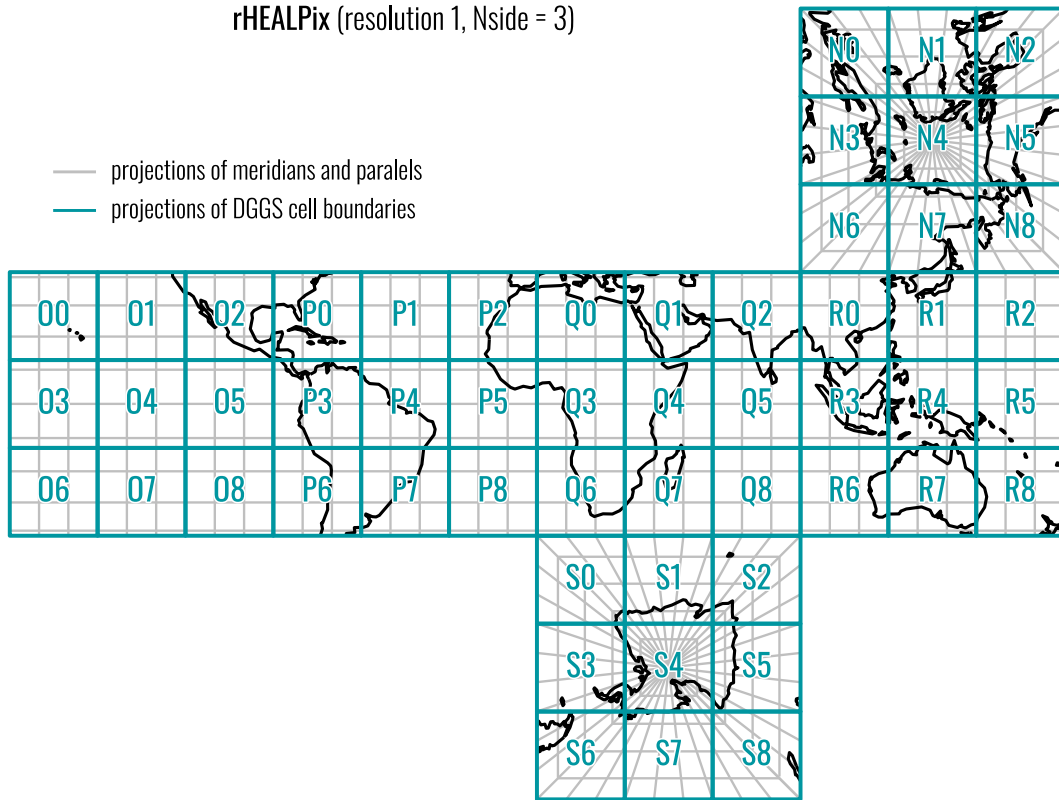 rHEALPix (resolution 1, Nside = 3)
N0 N1 N2
projections of meridians and paralels
N3 N4 N5
projections of DGGS cell boundaries
N6 N7 N8
O0 O1 O2 P0 P1 P2 Q0 Q1 Q2 R0 R1 R2
O3 O4 O5 P3 P4 P5 Q3 Q4 Q5 R3 R4 R5
O6 O7 O8 P6 P7 P8 Q6 Q7 Q8 R6 R7 R8
S0 S1 S2
S3 S4 S5
S6 S7 S8